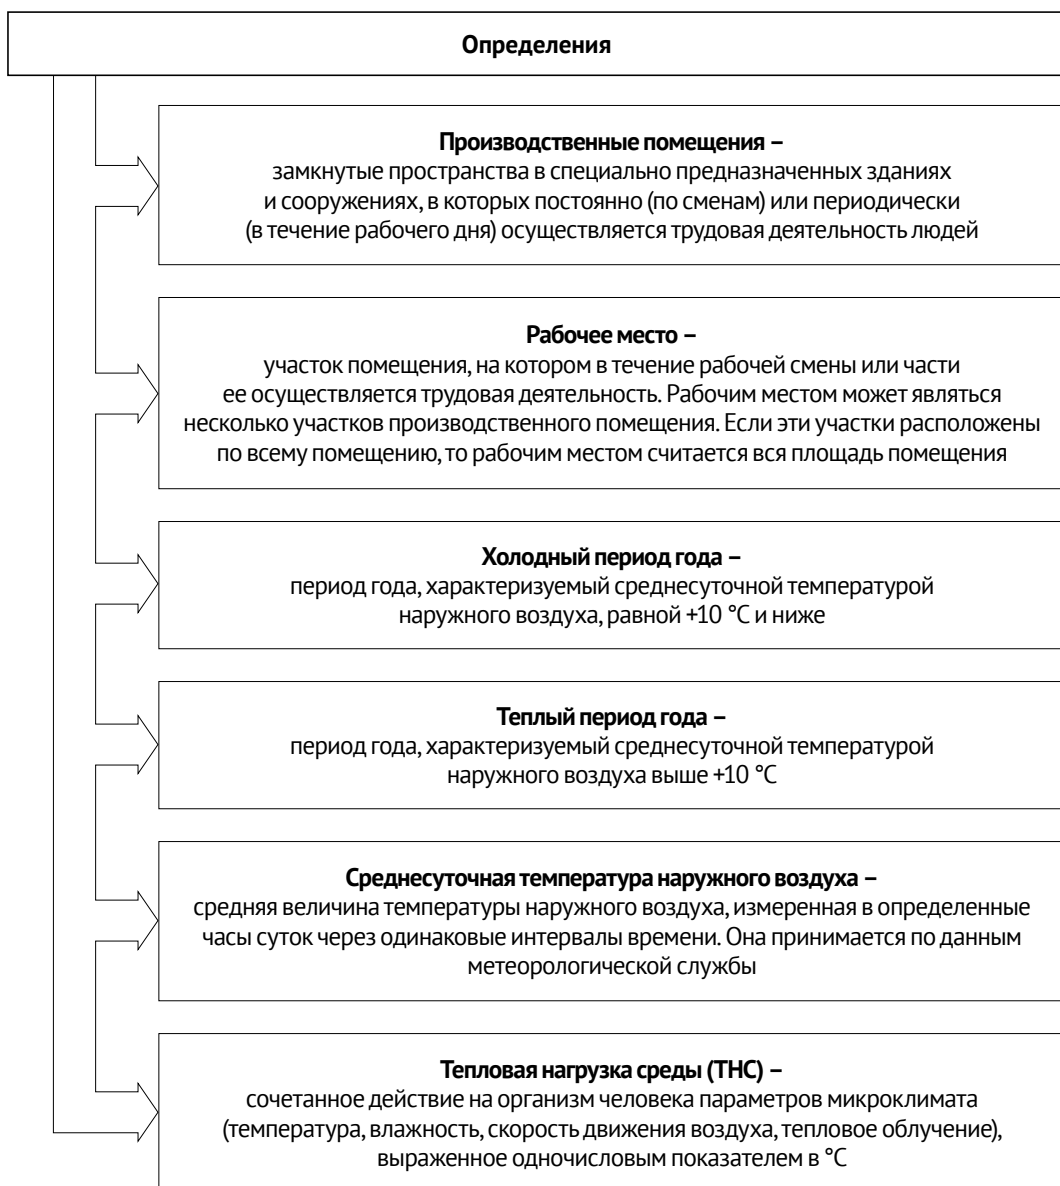 Определения
Производственные помещения –
замкнутые пространства в специально предназначенных зданиях
и сооружениях, в которых постоянно (по сменам) или периодически
(в течение рабочего дня) осуществляется трудовая деятельность людей
Рабочее место –
участок помещения, на котором в течение рабочей смены или части
ее осуществляется трудовая деятельность. Рабочим местом может являться
несколько участков производственного помещения. Если эти участки расположены
по всему помещению, то рабочим местом считается вся площадь помещения
Холодный период года –
период года, характеризуемый среднесуточной температурой
наружного воздуха, равной +10 °С и ниже
Теплый период года –
период года, характеризуемый среднесуточной температурой
наружного воздуха выше +10 °С
Среднесуточная температура наружного воздуха –
средняя величина температуры наружного воздуха, измеренная в определенные
часы суток через одинаковые интервалы времени. Она принимается по данным
метеорологической службы
Тепловая нагрузка среды (ТНС) –
сочетанное действие на организм человека параметров микроклимата
(температура, влажность, скорость движения воздуха, тепловое облучение),
выраженное одночисловым показателем в °С